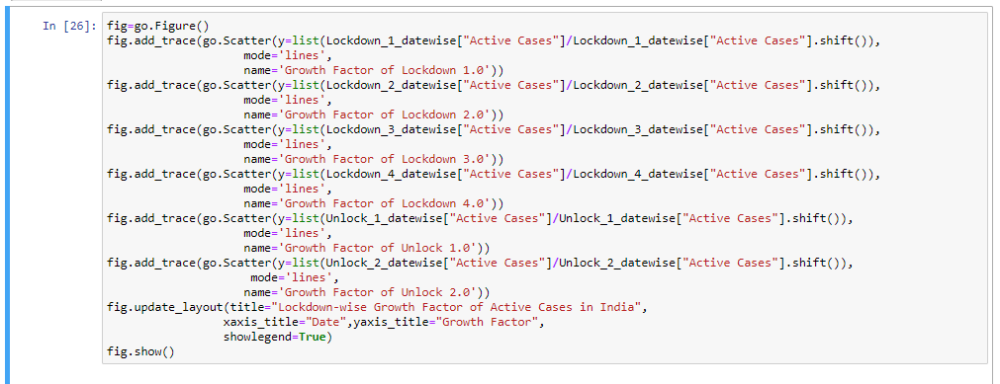 In [26]: fig=go.Figure()
fig.add_trace(go.Scatter(y=list(Lockdown_1_datewise["Active Cases"]/Lockdown_1_datewise["Active Cases"].shift()),
                    mode='lines',
                    name='Growth Factor of Lockdown 1.0'))
fig.add_trace(go.Scatter(y=list(Lockdown_2_datewise["Active Cases"]/Lockdown_2_datewise["Active Cases"].shift()),
                    mode='lines',
                    name='Growth Factor of Lockdown 2.0'))
fig.add_trace(go.Scatter(y=list(Lockdown_3_datewise["Active Cases"]/Lockdown_3_datewise["Active Cases"].shift()),
                    mode='lines',
                    name='Growth Factor of Lockdown 3.0'))
fig.add_trace(go.Scatter(y=list(Lockdown_4_datewise["Active Cases"]/Lockdown_4_datewise["Active Cases"].shift()),
                    mode='lines',
                    name='Growth Factor of Lockdown 4.0'))
fig.add_trace(go.Scatter(y=list(Unlock_1_datewise["Active Cases"]/Unlock_1_datewise["Active Cases"].shift()),
                    mode='lines',
                    name='Growth Factor of Unlock 1.0'))
fig.add_trace(go.Scatter(y=list(Unlock_2_datewise["Active Cases"]/Unlock_2_datewise["Active Cases"].shift()),
                     mode='lines',
                    name='Growth Factor of Unlock 2.0'))
fig.update_layout(title="Lockdown-wise Growth Factor of Active Cases in India",
                 xaxis_title="Date",yaxis_title="Growth Factor",
                 showlegend=True)
fig.show()